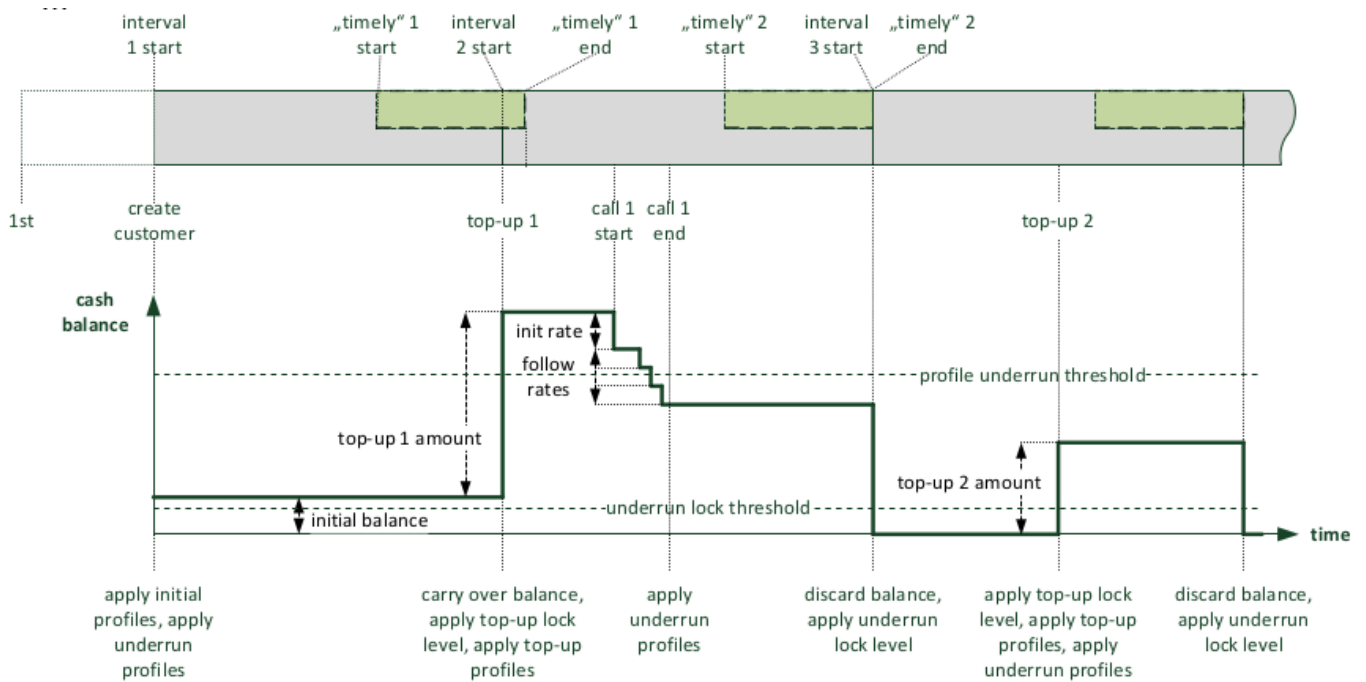 interval
1 start
„timely“ 1
start
interval
2 start
„timely“ 1
end
„timely“ 2
start
interval
3 start
„timely“ 2
end
1st
create
customer
top-up 1
call 1
start
call 1
end
top-up 2
cash
balance
init rate
follow
rates
profile underrun threshold
top-up 1 amount
top-up 2 amount
underrun lock threshold
initial balance
time
apply initial
profiles, apply
underrun
profiles
carry over balance,
apply top-up lock
level, apply top-up
profiles
apply
underrun
profiles
discard balance,
apply underrun
lock level
apply top-up lock
level, apply top-up
profiles, apply
underrun profiles
discard balance,
apply underrun
lock level